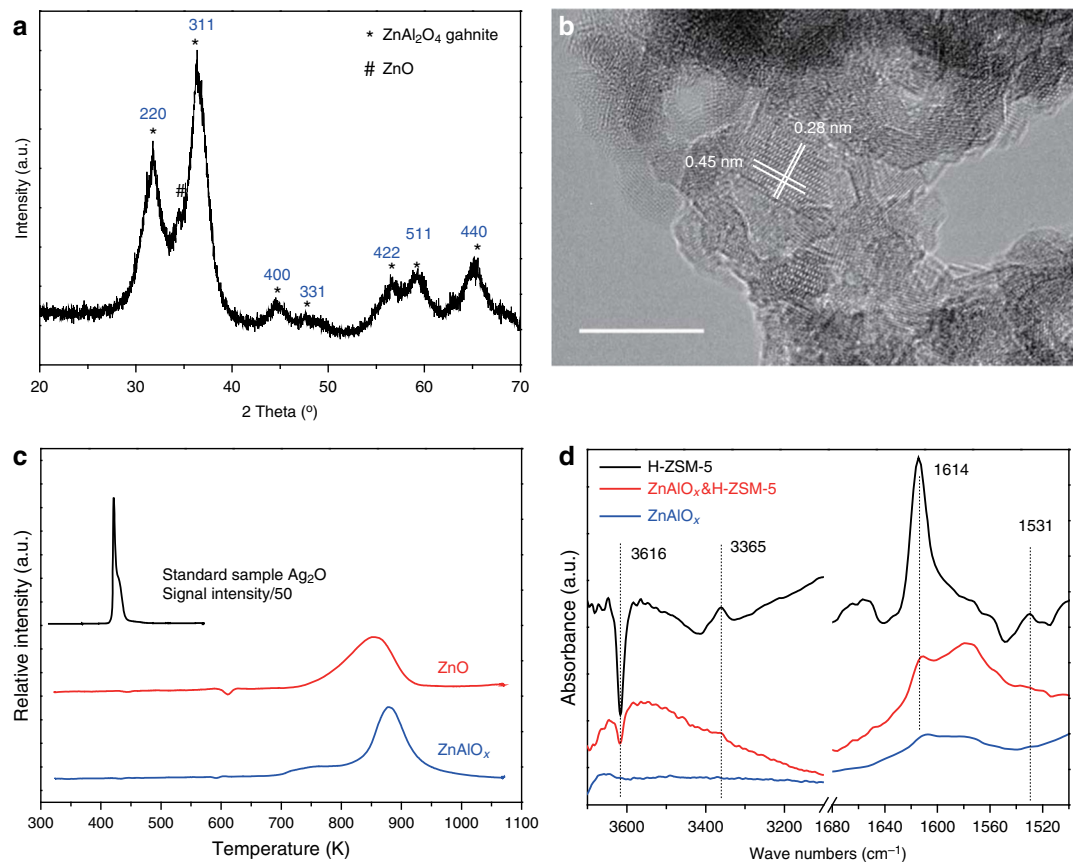 a
311
* ZnAl₂O₄ gahnite
# ZnO
220
*
*
#
400
*
331
*
422
*
511
*
440
*
Intensity (a.u.)
20 30 40 50 60 70
2 Theta (º)
b
0.28 nm
0.45 nm
c
Standard sample Ag₂O
Signal intensity/50
ZnO
ZnAlOₓ
Relative intensity (a.u.)
300 400 500 600 700 800 900 1000 1100
Temperature (K)
d
H-ZSM-5
ZnAlOₓ&H-ZSM-5
ZnAlOₓ
1614
3616
3365
1531
Absorbance (a.u.)
3600 3400 3200 1680 1640 1600 1560 1520
Wave numbers (cm⁻¹)